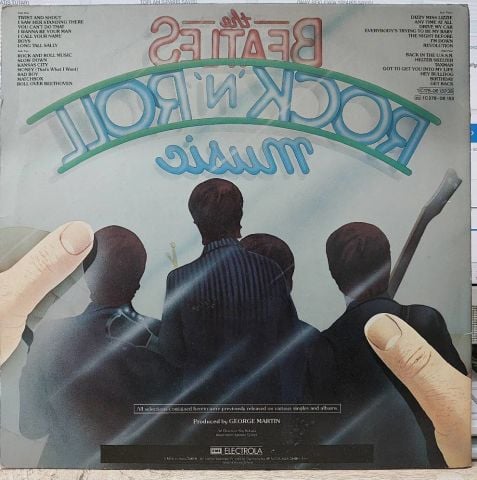 TWIST AND SHOUT
I SAW HER STANDING THERE
YOU CAN'T DO THAT
I WANNA BE YOUR MAN
I CALL YOUR NAME
BOYS
LONG TALL SALLY
ROCK AND ROLL MUSIC
SLOW DOWN
KANSAS CITY
MONEY (That's What I Want)
BAD BOY
MATCHBOX
ROLL OVER BEETHOVEN
the
BEATLES
ROCK 'N' ROLL
music
DIZZY MISS LIZZIE
ANY TIME AT ALL
DRIVE MY CAR
EVERYBODY'S TRYING TO BE MY BABY
THE NIGHT BEFORE
I'M DOWN
REVOLUTION
BACK IN THE U.S.S.R.
HELTER SKELTER
TAXMAN
GOT TO GET YOU INTO MY LIFE
HEY BULLDOG
BIRTHDAY
GET BACK
All selections contained herein were previously released on various singles and albums.
Produced by GEORGE MARTIN
EMI ELECTROLA